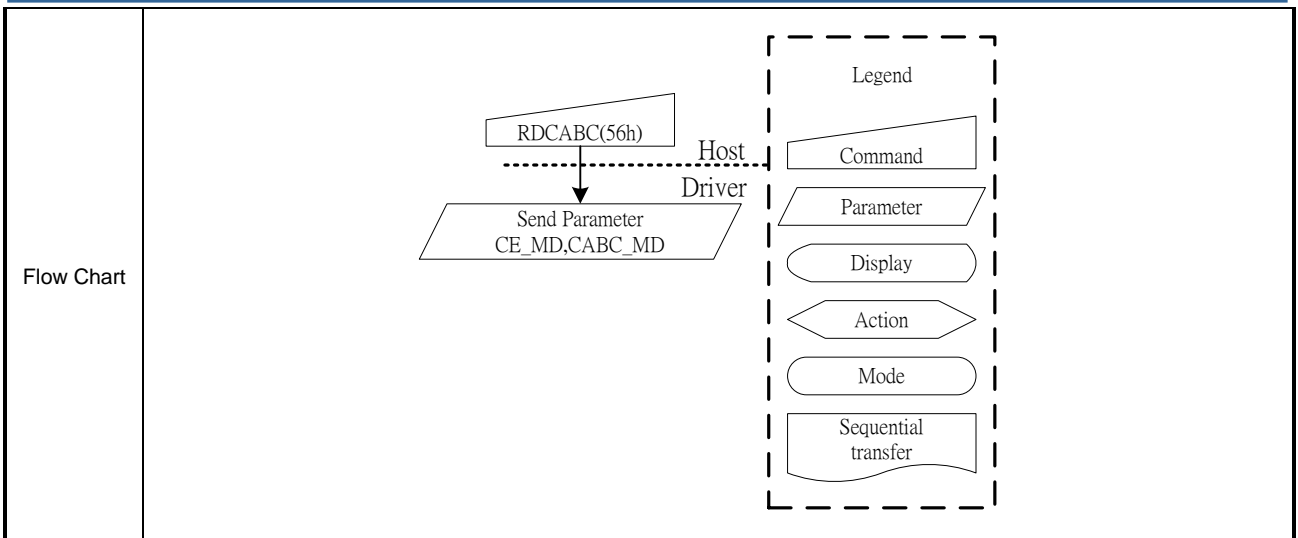 Flow Chart
RDCABC(56h)
Host
Driver
Send Parameter
CE_MD,CABC_MD
Legend
Command
Parameter
Display
Action
Mode
Sequential
transfer